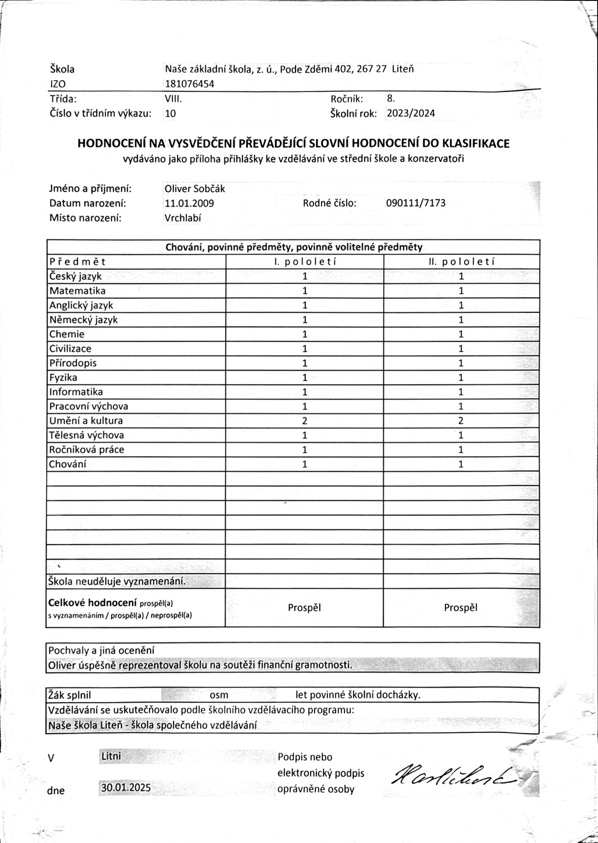 Škola Naše základní škola, z. ú., Pode Zděmi 402, 267 27 Liteň
IZO 181076454
Třída: VIII. Ročník: 8.
Číslo v třídním výkazu: 10 Školní rok: 2023/2024
HODNOCENÍ NA VYSVĚDČENÍ PŘEVÁDĚJÍCÍ SLOVNÍ HODNOCENÍ DO KLASIFIKACE
vydáváno jako příloha přihlášky ke vzdělávání ve střední škole a konzervatoři
Jméno a příjmení: Oliver Sobčák
Datum narození: 11.01.2009 Rodné číslo: 090111/7173
Místo narození: Vrchlabí
Chování, povinné předměty, povinně volitelné předměty
Předmět I. pololetí II. pololetí
Český jazyk 1 1
Matematika 1 1
Anglický jazyk 1 1
Německý jazyk 1 1
Chemie 1 1
Civilizace 1 1
Přírodopis 1 1
Fyzika 1 1
Informatika 1 1
Pracovní výchova 1 1
Umění a kultura 2 2
Tělesná výchova 1 1
Ročníková práce 1 1
Chování 1 1
Škola neuděluje vyznamenání.
Celkové hodnocení prospěl(a)
s vyznamenáním / prospěl(a) / neprospěl(a) Prospěl Prospěl
Pochvaly a jiná ocenění
Oliver úspěšně reprezentoval školu na soutěži finanční gramotnosti.
Žák splnil osm let povinné školní docházky.
Vzdělávání se uskutečňovalo podle školního vzdělávacího programu:
Naše škola Liteň - škola společného vzdělávání
V Litni Podpis nebo
elektronický podpis
dne 30.01.2025 oprávněné osoby